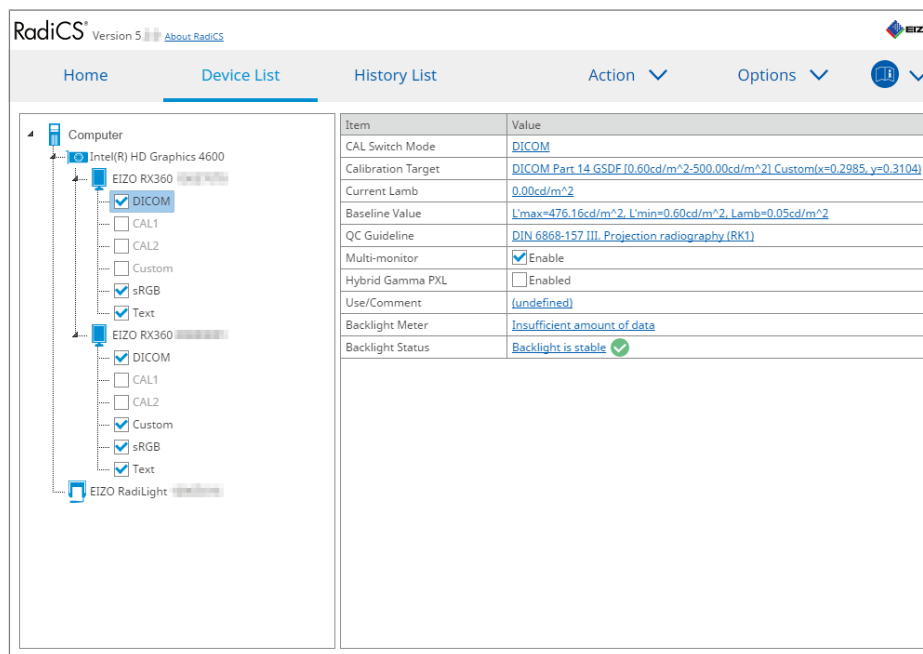 RadiCS® Version 5. About RadiCS
EIZ
Home Device List History List Action Options
Computer
Intel(R) HD Graphics 4600
EIZO RX360
DICOM
CAL1
CAL2
Custom
sRGB
Text
EIZO RX360
DICOM
CAL1
CAL2
Custom
sRGB
Text
EIZO RadiLight
Item Value
CAL Switch Mode DICOM
Calibration Target DICOM Part 14 GSDF [0.60cd/m^2-500.00cd/m^2] Custom(x=0.2985, y=0.3104)
Current Lamb 0.00cd/m^2
Baseline Value L'max=476.16cd/m^2, L'min=0.60cd/m^2, Lamb=0.05cd/m^2
QC Guideline DIN 6868-157 III. Projection radiography (RK1)
Multi-monitor Enable
Hybrid Gamma PXL Enabled
Use/Comment (undefined)
Backlight Meter Insufficient amount of data
Backlight Status Backlight is stable